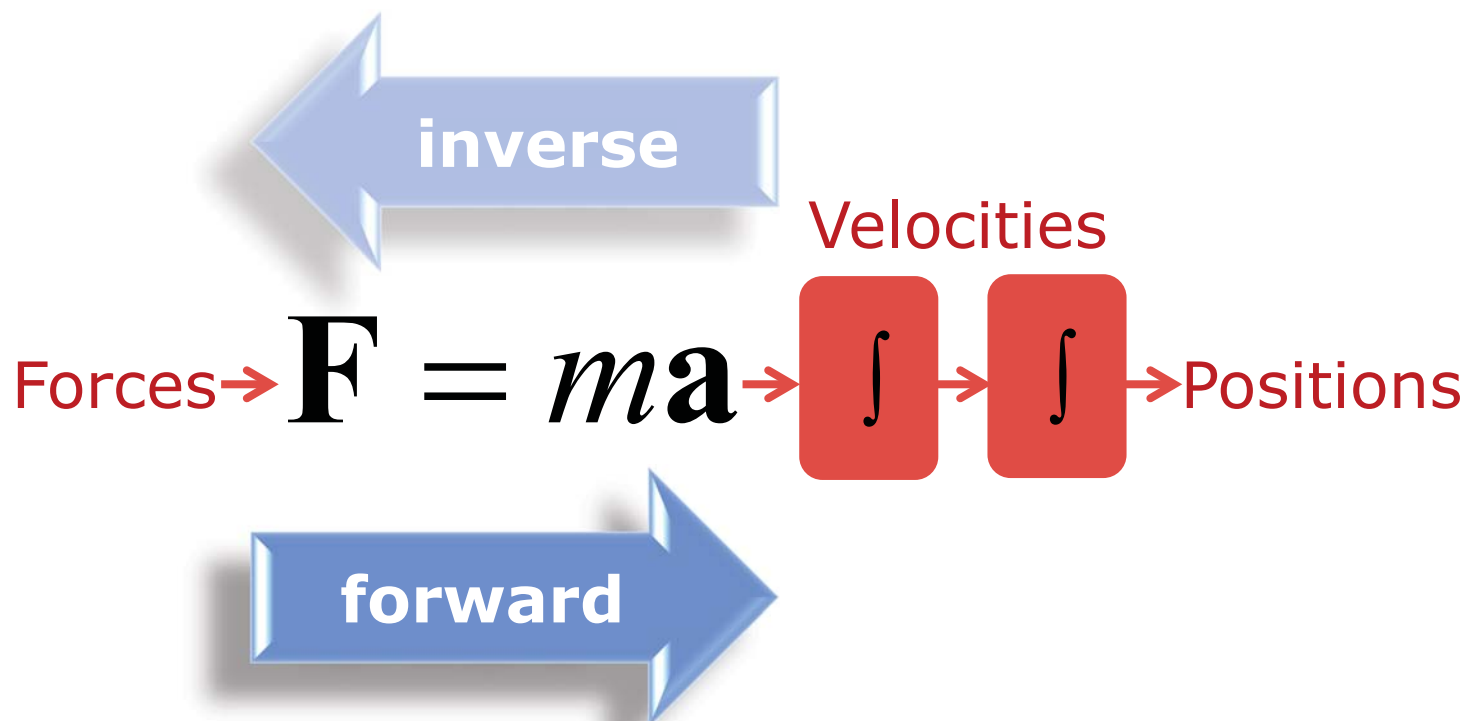 inverse
Velocities
Forces F = ma ∫ ∫ Positions
forward